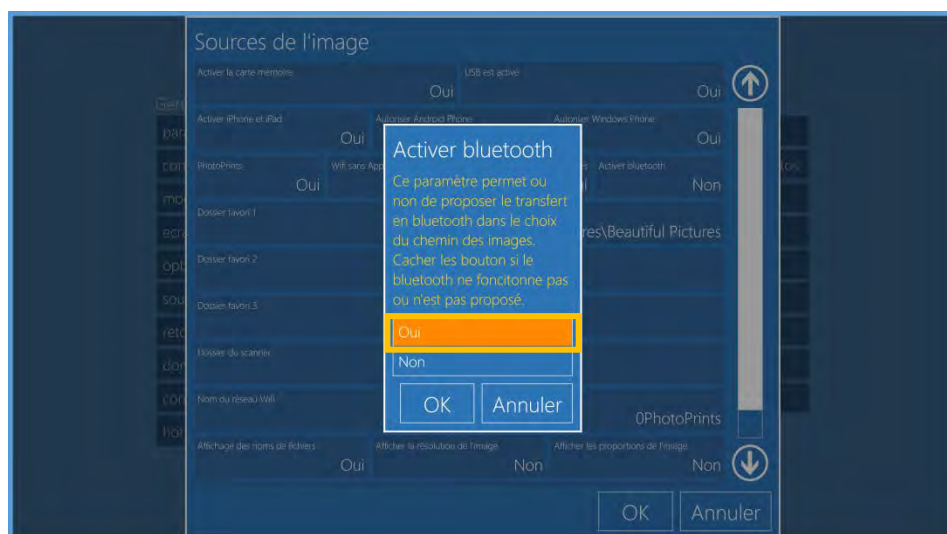 Sources de l'image
Activer la carte mémoire
USB est activé
Oui
Oui
Activer iPhone et iPad
Autoriser Android Phone
Autoriser Windows Phone
Oui
Oui
Activer bluetooth
PhotoPrints
Wifi sans App
Activer bluetooth
Oui
Non
Ce paramètre permet ou
non de proposer le transfert
en bluetooth dans le choix
du chemin des images.
Cacher les bouton si le
bluetooth ne foncitonne pas
ou n'est pas proposé.
Dossier favori 1
res\Beautiful Pictures
Dossier favori 2
Dossier favori 3
Oui
Non
Dossier du scanner
OK
Annuler
Nom du réseau Wifi
0PhotoPrints
Affichage des noms de fichiers
Afficher la résolution de l'image
Afficher les proportions de l'image
Oui
Non
Non
OK
Annuler